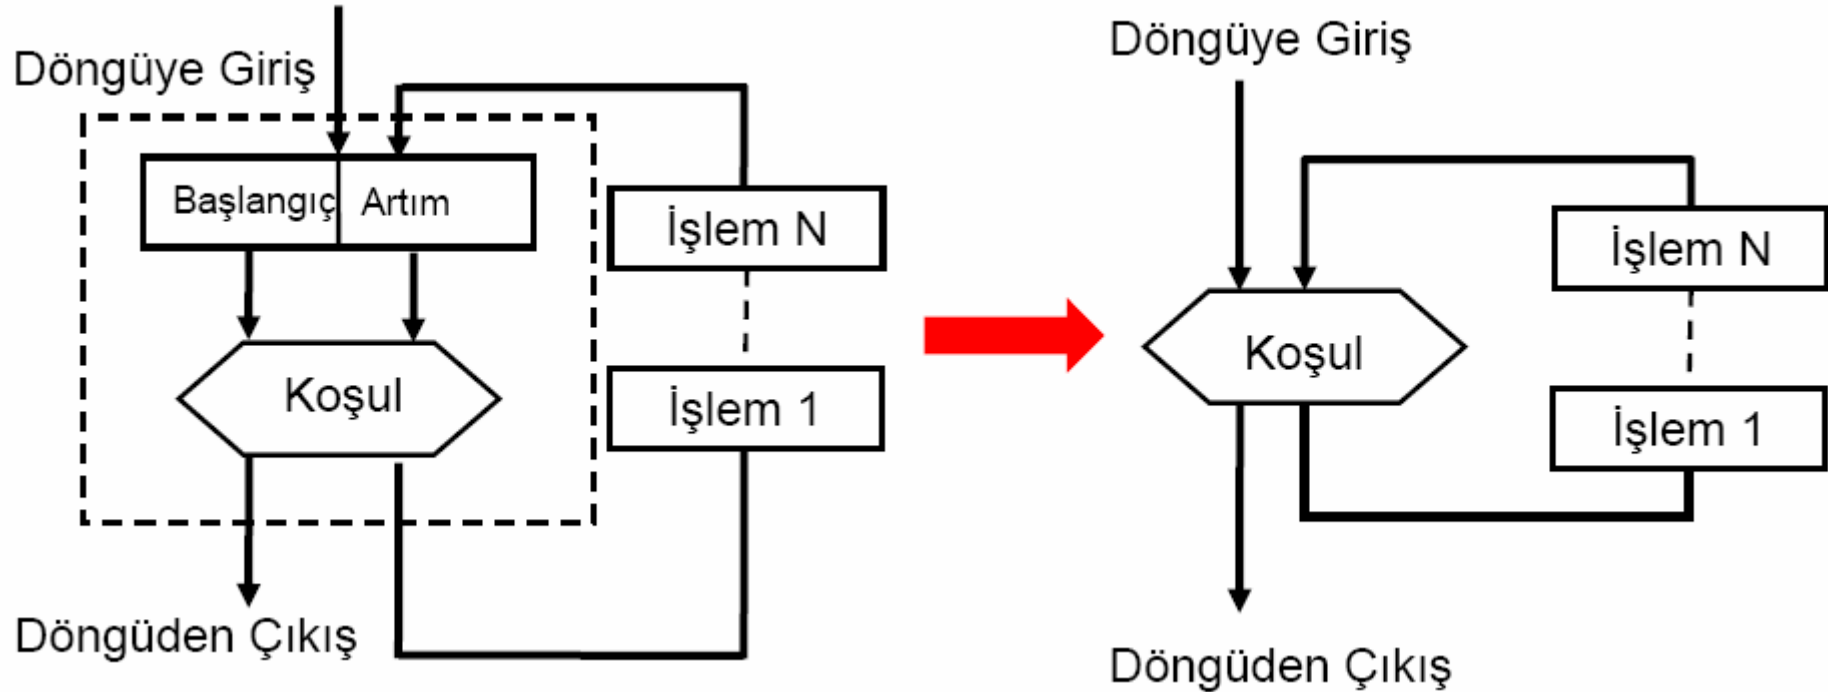 Döngüye Giriş
Başlangıç
Artım
İşlem N
Koşul
İşlem 1
Döngüden Çıkış
Döngüye Giriş
İşlem N
Koşul
İşlem 1
Döngüden Çıkış